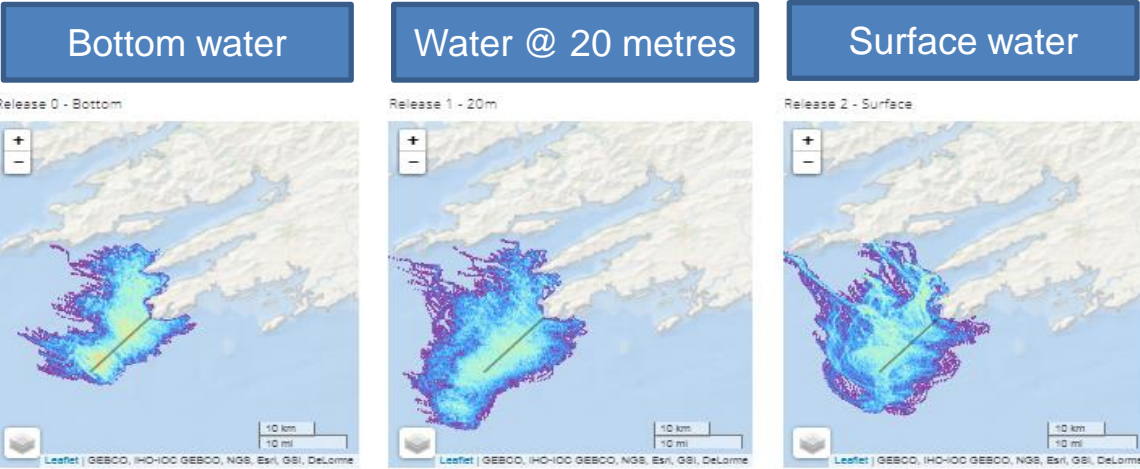 Bottom water
Water @ 20 metres
Surface water
Release 0 - Bottom
Release 1 - 20m
Release 2 - Surface
+
−
+
−
+
−
10 km
10 mi
10 km
10 mi
10 km
10 mi
Leaflet | GEBCO, IHO-IOC GEBCO, NGS, Esri, GSI, DeLorme
Leaflet | GEBCO, IHO-IOC GEBCO, NGS, Esri, GSI, DeLorme
Leaflet | GEBCO, IHO-IOC GEBCO, NGS, Esri, GSI, DeLorm